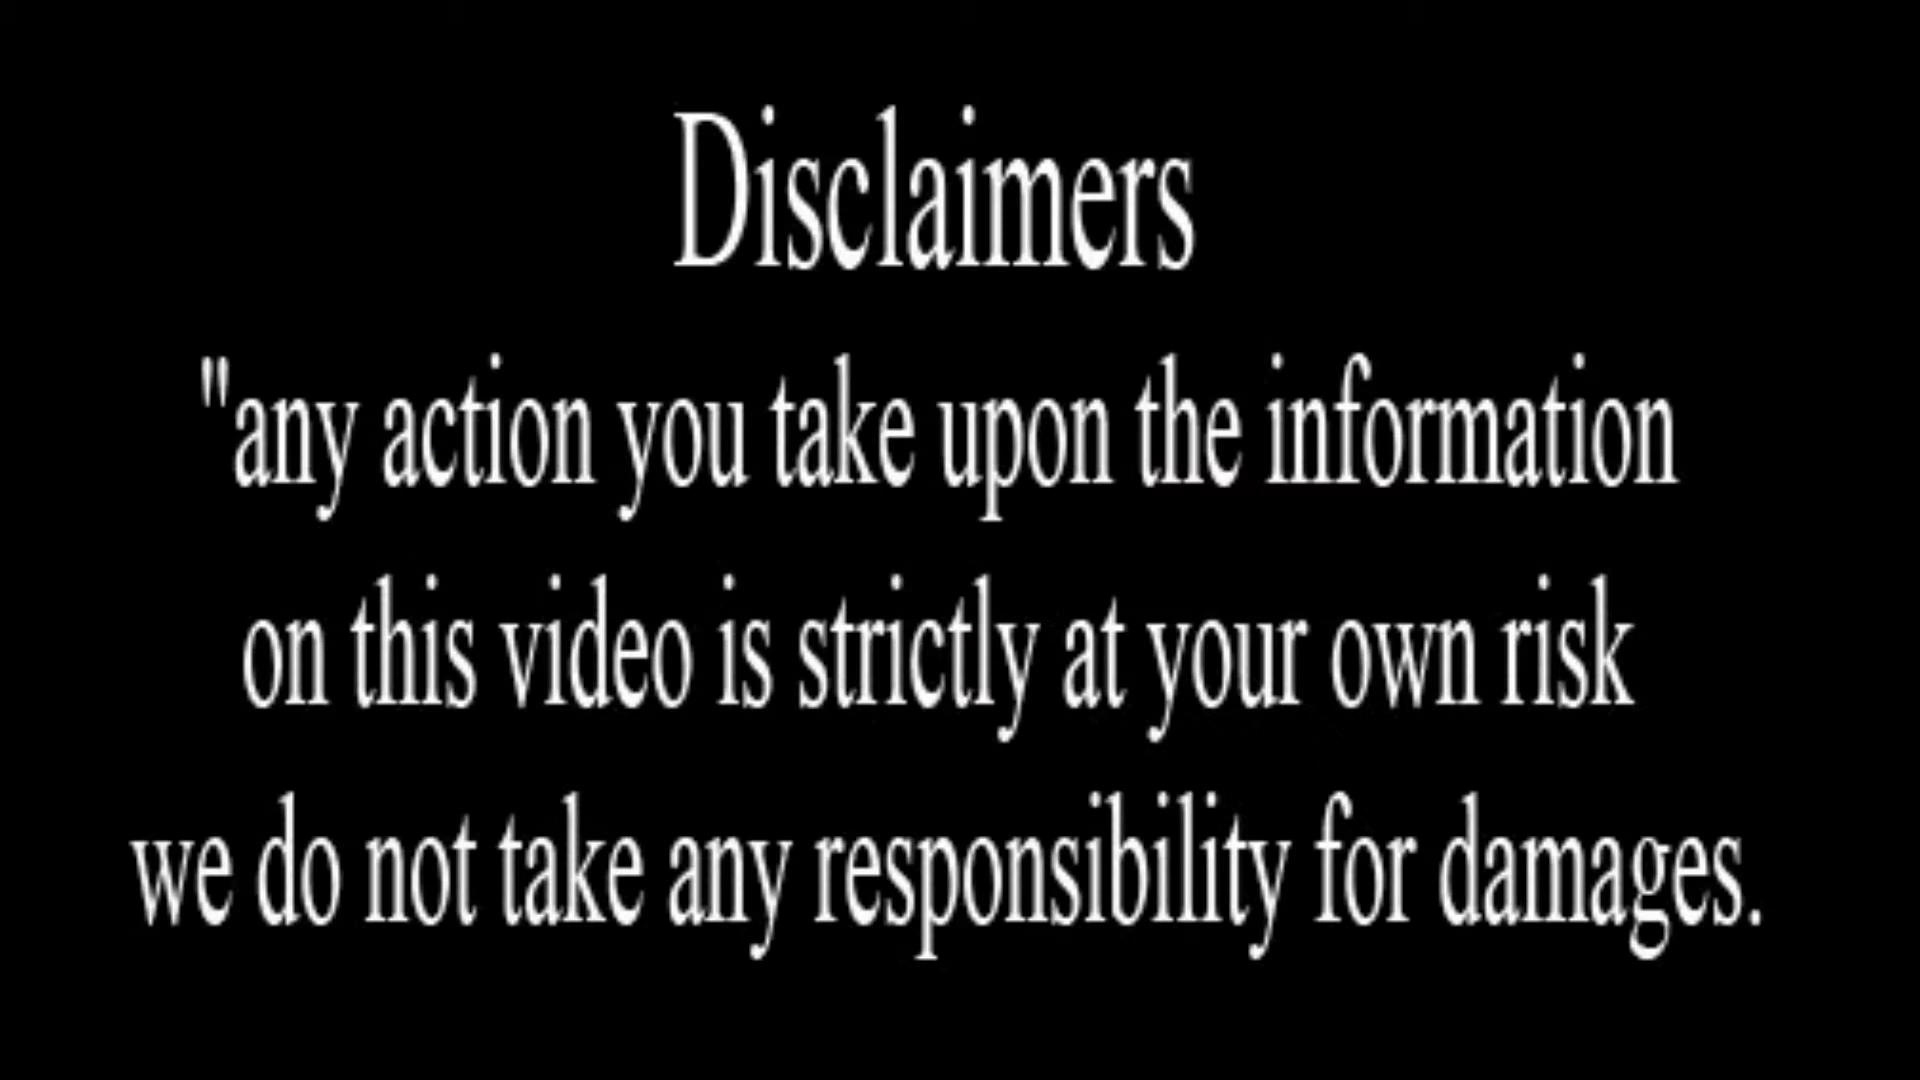 Disclaimers
"any action you take upon the information
on this video is strictly at your own risk
we do not take any responsibility for damages.